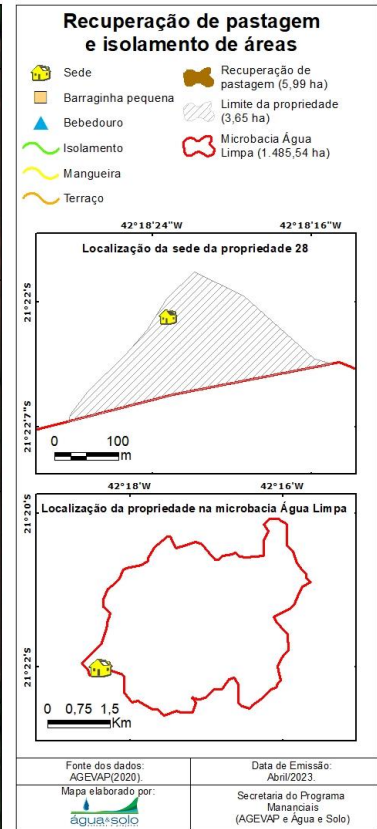 Recuperação de pastagem
e isolamento de áreas
Sede
Barraginha pequena
Bebedouro
Isolamento
Mangueira
Terraço
Recuperação de
pastagem (5,99 ha)
Limite da propriedade
(3,65 ha)
Microbacia Água
Limpa (1.485,54 ha)
42°18'24"W
42°18'16"W
Localização da sede da propriedade 28
21°22'S
21°22'7"S
0 100
m
42°18'W
42°16'W
21°20'S
Localização da propriedade na microbacia Água Limpa
21°22'S
0 0,75 1,5
Km
Fonte dos dados:
AGEVAP(2020).
Data de Emissão:
Abril/2023.
Mapa elaborado por:
água&solo
Secretaria do Programa
Mananciais
(AGEVAP e Água e Solo)